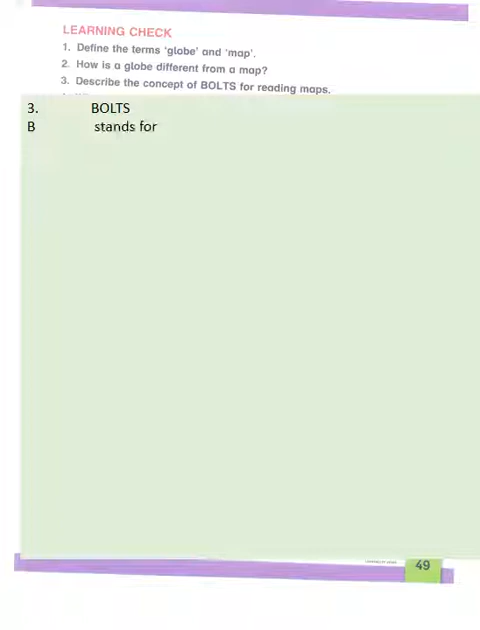 LEARNING CHECK
1. Define the terms ‘globe’ and ‘map’.
2. How is a globe different from a map?
3. Describe the concept of BOLTS for reading maps.
3. BOLTS
B stands for
49